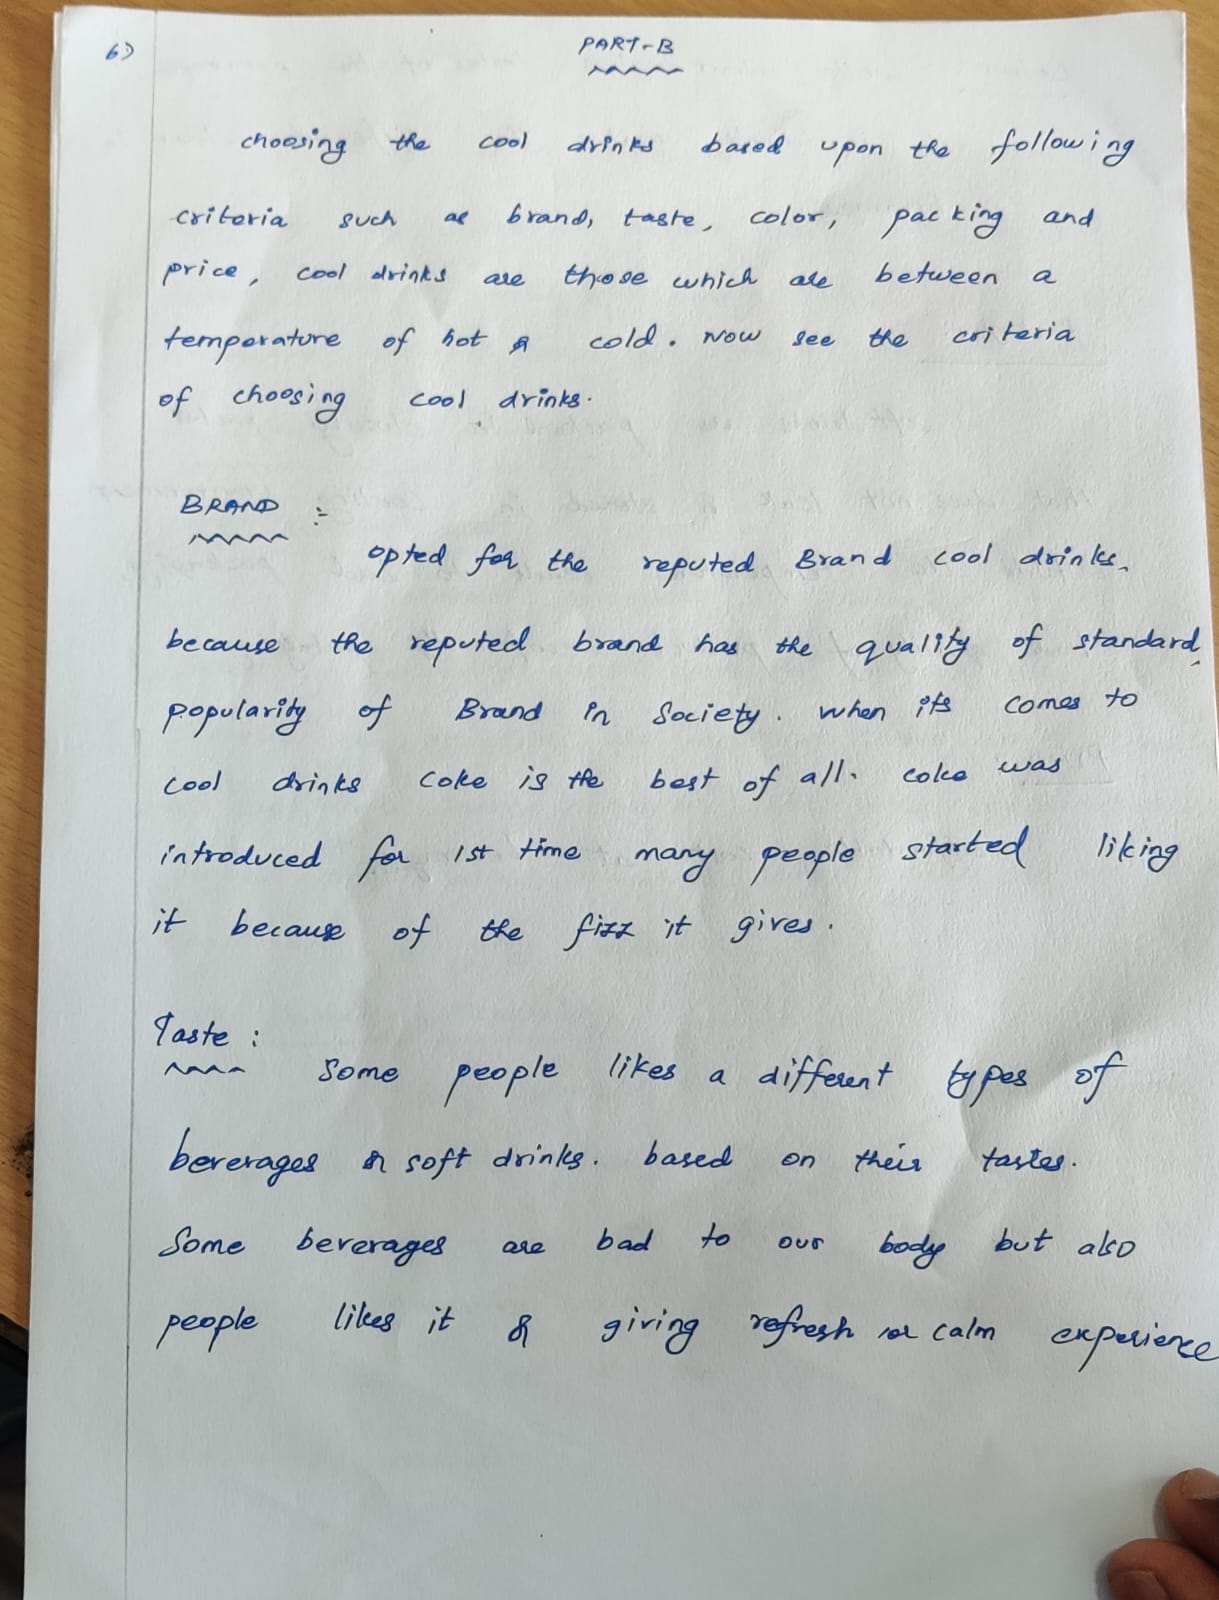 PART-B
6)
choosing the cool drinks based upon the following
criteria such as brand, taste, color, packing and
price, cool drinks are those which are between a
temperature of hot & cold. Now see the criteria
of choosing cool drinks.
BRAND :-
opted for the reputed Brand cool drinks,
because the reputed brand has the quality of standard,
popularity of Brand in Society. when its comes to
cool drinks coke is the best of all. coke was
introduced for 1st time many people started liking
it because of the fizz it gives.
Taste :
Some people likes a different types of
beverages & soft drinks. based on their tastes.
Some beverages are bad to our body but also
people likes it & giving refresh or calm experience